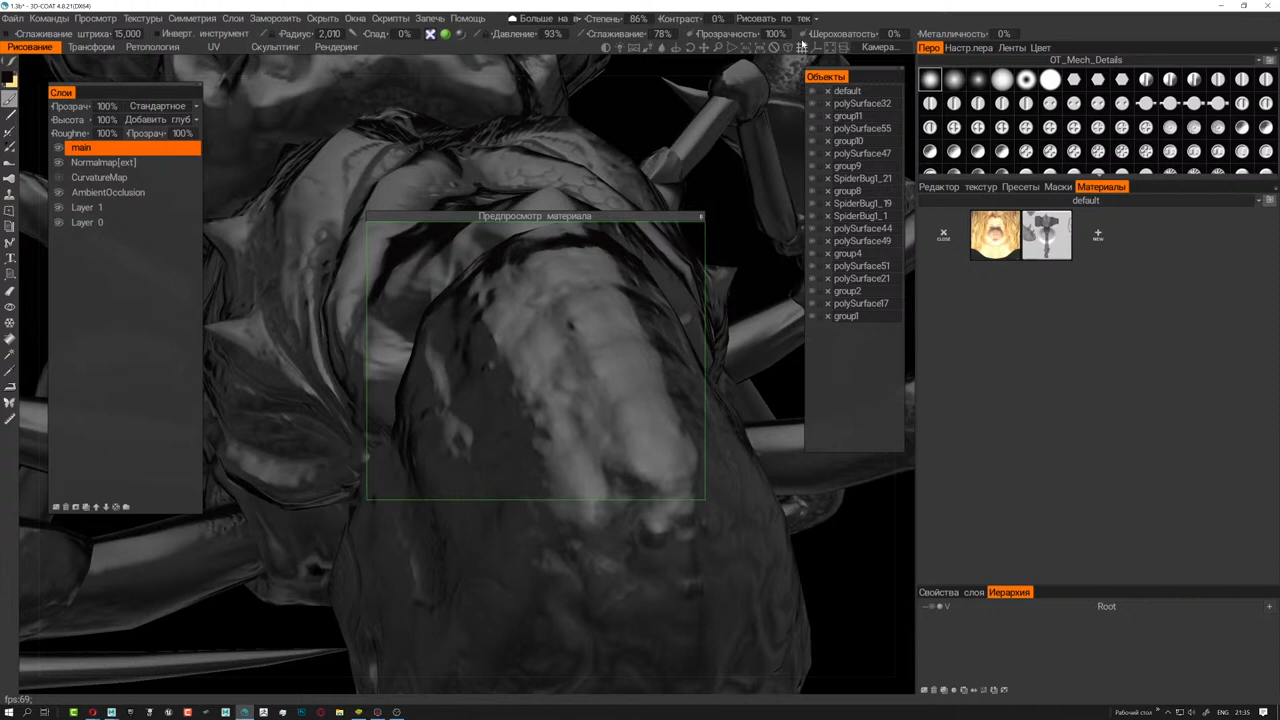 1.3b* - 3D-COAT 4.8.21(DX64)
Файл Команды Просмотр Текстуры Симметрия Слои Заморозить Скрыть Окна Скрипты Запечь Помощь Больше на в Степень: 86% Контраст: 0% Рисовать по тек
Сглаживание штриха 15,000 Инверт. инструмент Радиус: 2,010 Спад: 0% Давление: 93% Сглаживание: 78% Прозрачность: 100% Шероховатость: 0% Металличность: 0%
Рисование Трансформ Ретопология UV Скульптинг Рендеринг Камера... Перо Настр.пера Ленты Цвет
OT_Mech_Details
Объекты
default
polySurface32
group11
polySurface55
group10
polySurface47
group9
SpiderBug1_21
group8
SpiderBug1_19
SpiderBug1_1
polySurface44
polySurface49
group4
polySurface51
polySurface21
group2
polySurface17
group1
Слои
Прозрач: 100% Стандартное
Высота: 100% Добавить глуб
Roughne: 100% Прозрач: 100%
main
Normalmap[ext]
CurvatureMap
AmbientOcclusion
Layer 1
Layer 0
Предпросмотр материала
Редактор текстур Пресеты Маски Материалы
default
CLOSE
NEW
Свойства слоя Иерархия
V Root
fps:69;
Рабочий стол ENG 21:35